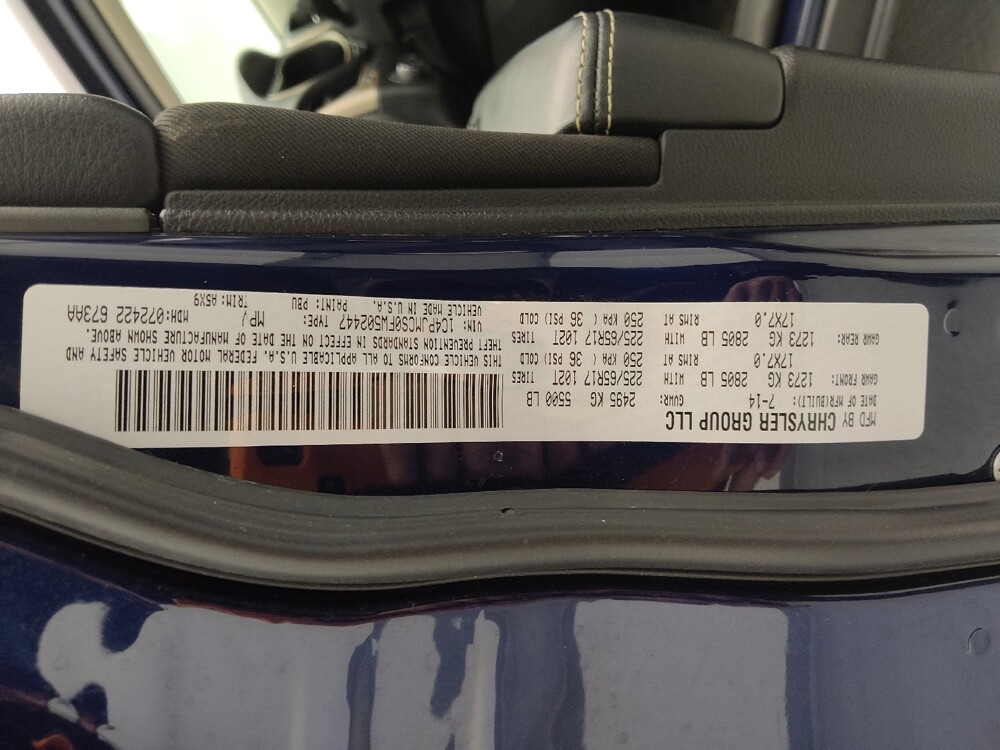 MFD BY CHRYSLER GROUP LLC
DATE OF MFR(BUILT): 7-14 GVWR: 2495 KG 5500 LB
GAWR FRONT: 1273 KG 2805 LB WITH 225/65R17 102T TIRES
17X7.0 RIMS AT 250 KPA ( 36 PSI COLD
GAWR REAR: 1273 KG 2805 LB WITH 225/65R17 102T TIRES
17X7.0 RIMS AT 250 KPA ( 36 PSI COLD
THIS VEHICLE CONFORMS TO ALL APPLICABLE U.S.A. FEDERAL MOTOR VEHICLE SAFETY AND
THEFT PREVENTION STANDARDS IN EFFECT ON THE DATE OF MANUFACTURE SHOWN ABOVE.
VIN: 1C4PJMCS0FW502447 TYPE: MPV MDH:072422 673AA
VEHICLE MADE IN U.S.A. PAINT: PBU TRIM: A5X9